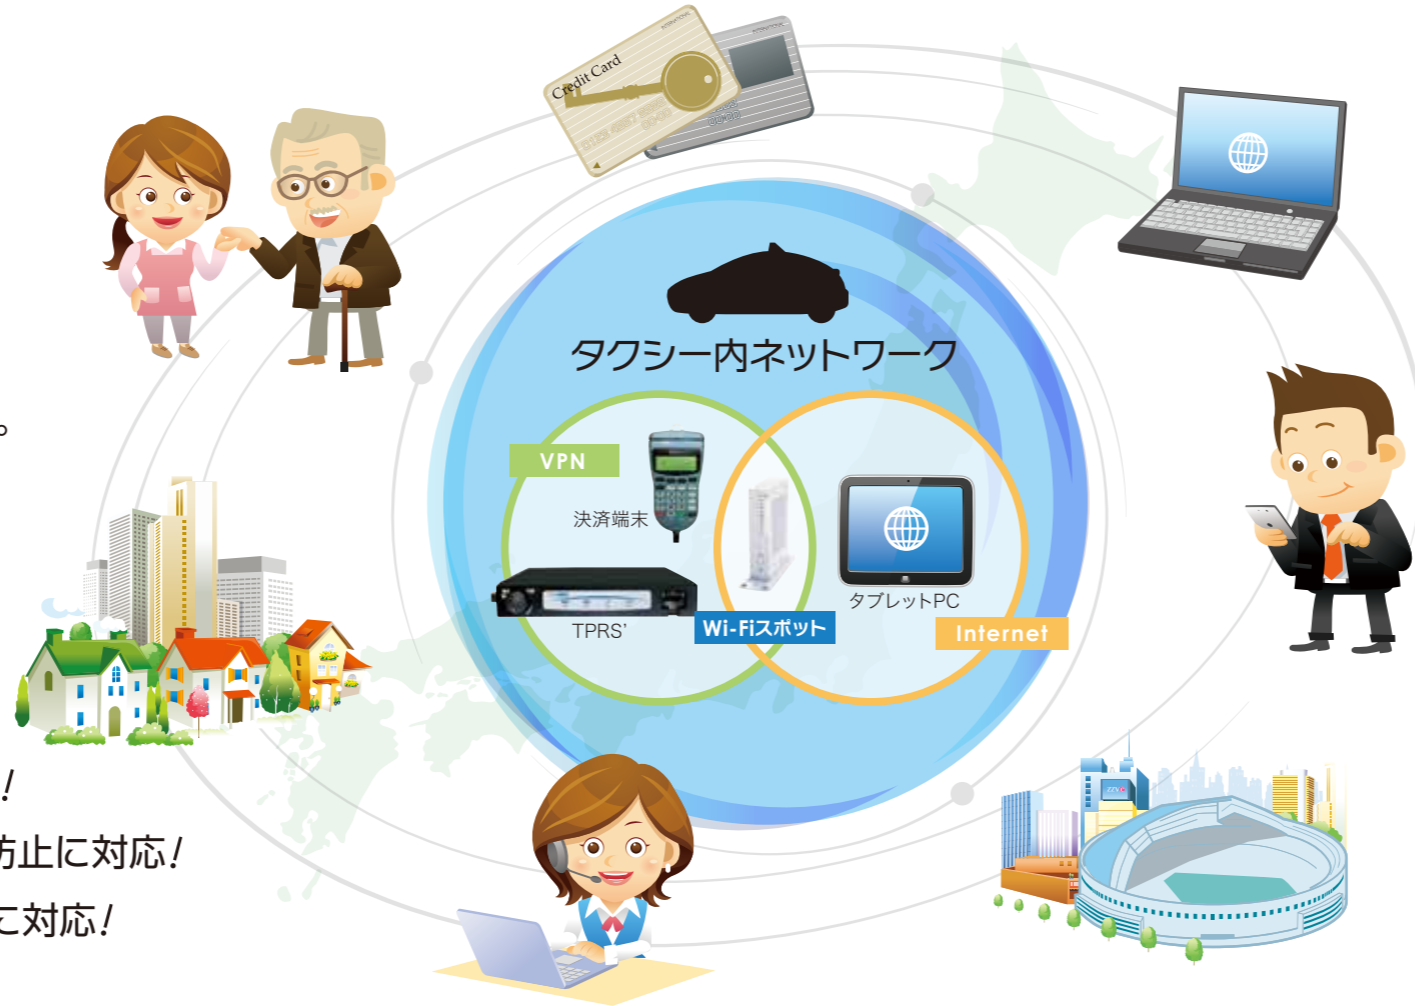 Credit Card
タクシー内ネットワーク
。
VPN
決済端末
TPRS'
Wi-Fiスポット
タブレットPC
Internet
!
防止に対応!
に対応!